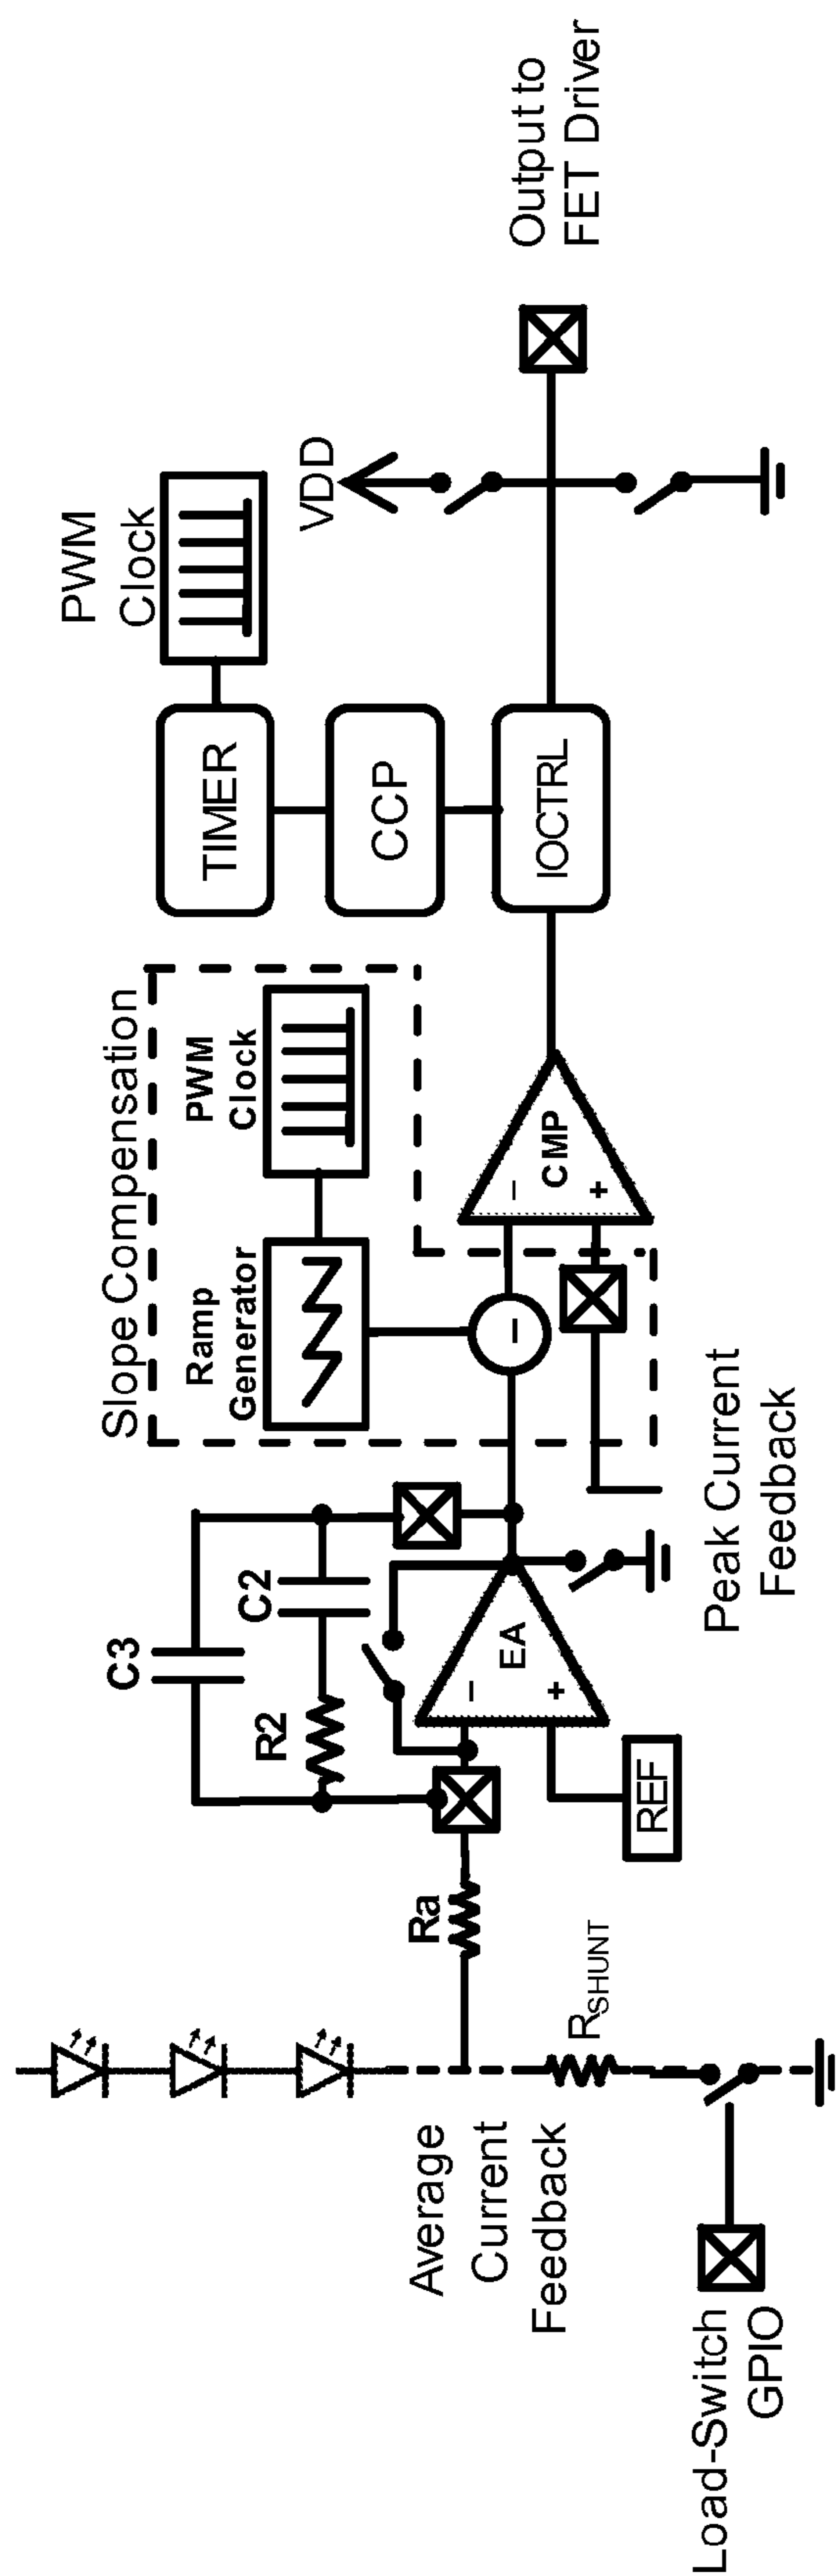 Load-Switch
GPIO
Average
Current
Feedback
RSHUNT
Ra
REF
C3
R2
C2
−
+
EA
Peak Current
Feedback
Slope Compensation
Ramp
Generator
PWM
Clock
−
−
+
CMP
TIMER
CCP
IOCTRL
PWM
Clock
VDD
Output to
FET Driver